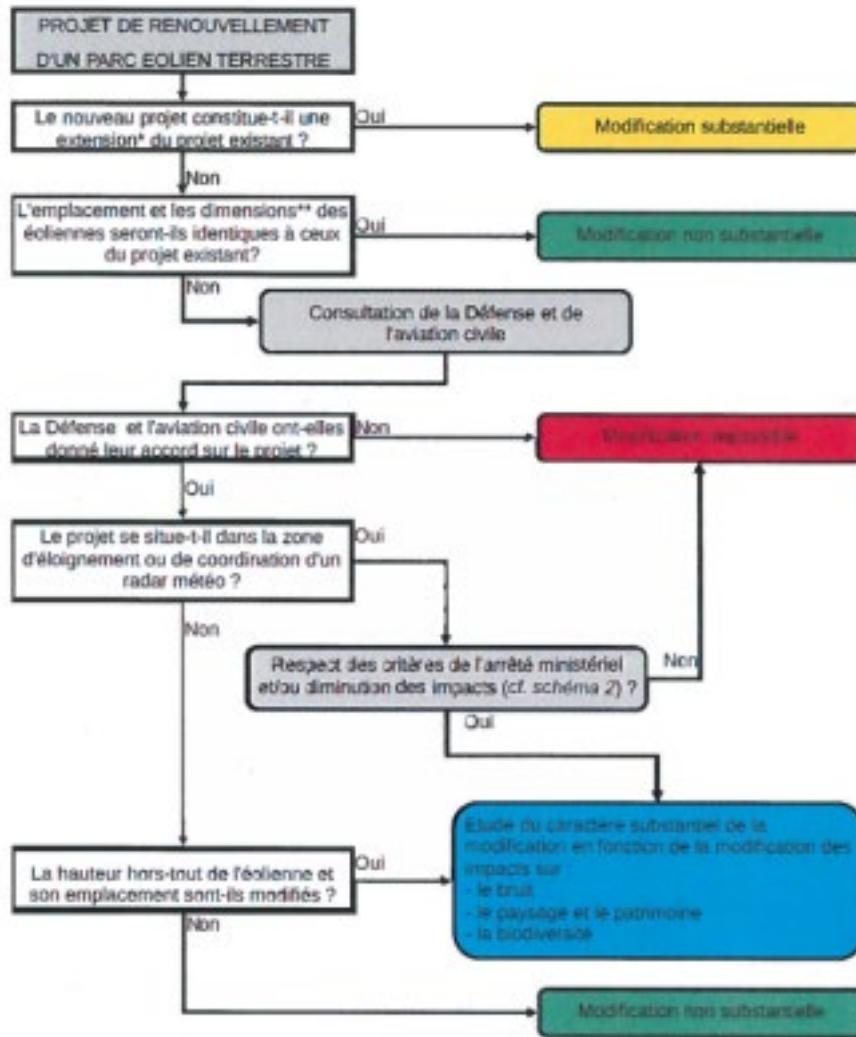 PROJET DE RENOUVELLEMENT
D'UN PARC EOLIEN TERRESTRE
Le nouveau projet constitue-t-il une
extension* du projet existant ?
Oui
Modification substantielle
Non
L'emplacement et les dimensions** des
éoliennes seront-ils identiques à ceux
du projet existant?
Oui
Modification non substantielle
Non
Consultation de la Défense et de
l'aviation civile
La Défense et l'aviation civile ont-elles
donné leur accord sur le projet ?
Non
Modification impossible
Oui
Le projet se situe-t-il dans la zone
d'éloignement ou de coordination d'un
radar météo ?
Oui
Non
Respect des critères de l'arrêté ministériel
et/ou diminution des impacts (cf. schéma 2) ?
Non
Oui
Etude du caractère substantiel de la
modification en fonction de la modification des
impacts sur :
- le bruit
- le paysage et le patrimoine
- la biodiversité
La hauteur hors-tout de l'éolienne et
son emplacement sont-ils modifiés ?
Oui
Non
Modification non substantielle